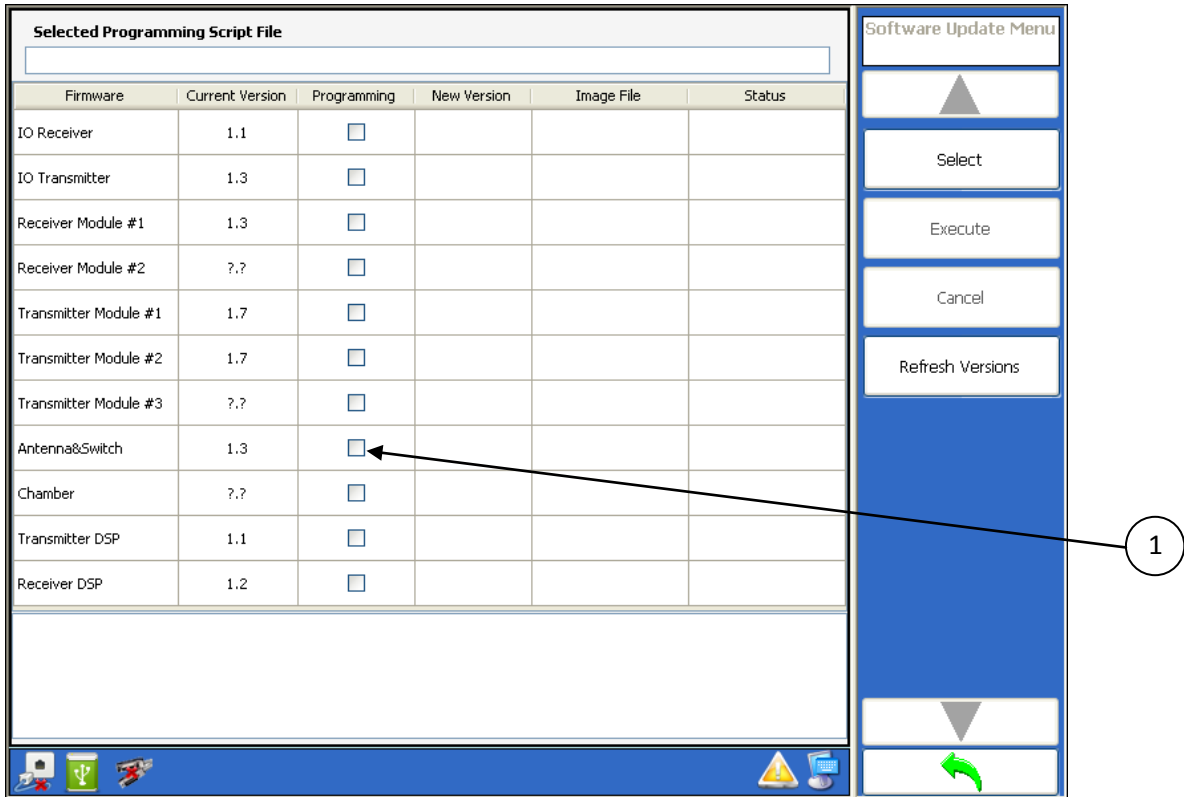 Selected Programming Script File
Software Update Menu
Firmware Current Version Programming New Version Image File Status
IO Receiver 1.1
IO Transmitter 1.3
Receiver Module #1 1.3
Receiver Module #2 ?.?
Transmitter Module #1 1.7
Transmitter Module #2 1.7
Transmitter Module #3 ?.?
Antenna&Switch 1.3
Chamber ?.?
Transmitter DSP 1.1
Receiver DSP 1.2
Select
Execute
Cancel
Refresh Versions
1